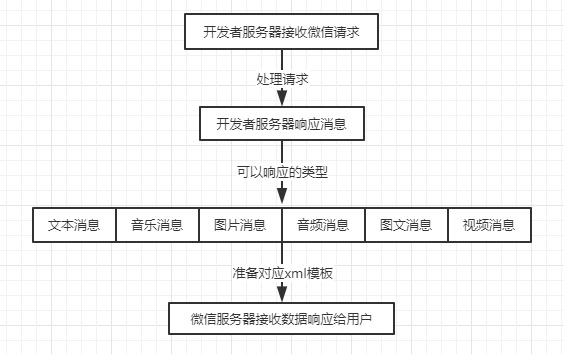 开发者服务器接收微信请求
处理请求
开发者服务器响应消息
可以响应的类型
文本消息 音乐消息 图片消息 音频消息 图文消息 视频消息
准备对应xml模板
微信服务器接收数据响应给用户